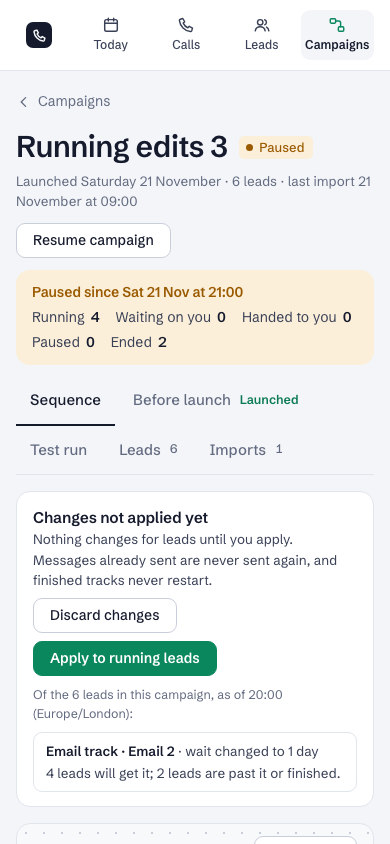 Today
Calls
Leads
Campaigns
Campaigns
Running edits 3
Paused
Launched Saturday 21 November · 6 leads · last import 21
November at 09:00
Resume campaign
Paused since Sat 21 Nov at 21:00
Running 4 Waiting on you 0 Handed to you 0
Paused 0 Ended 2
Sequence Before launch Launched
Test run Leads 6 Imports 1
Changes not applied yet
Nothing changes for leads until you apply.
Messages already sent are never sent again, and
finished tracks never restart.
Discard changes
Apply to running leads
Of the 6 leads in this campaign, as of 20:00
(Europe/London):
Email track · Email 2 · wait changed to 1 day
4 leads will get it; 2 leads are past it or finished.